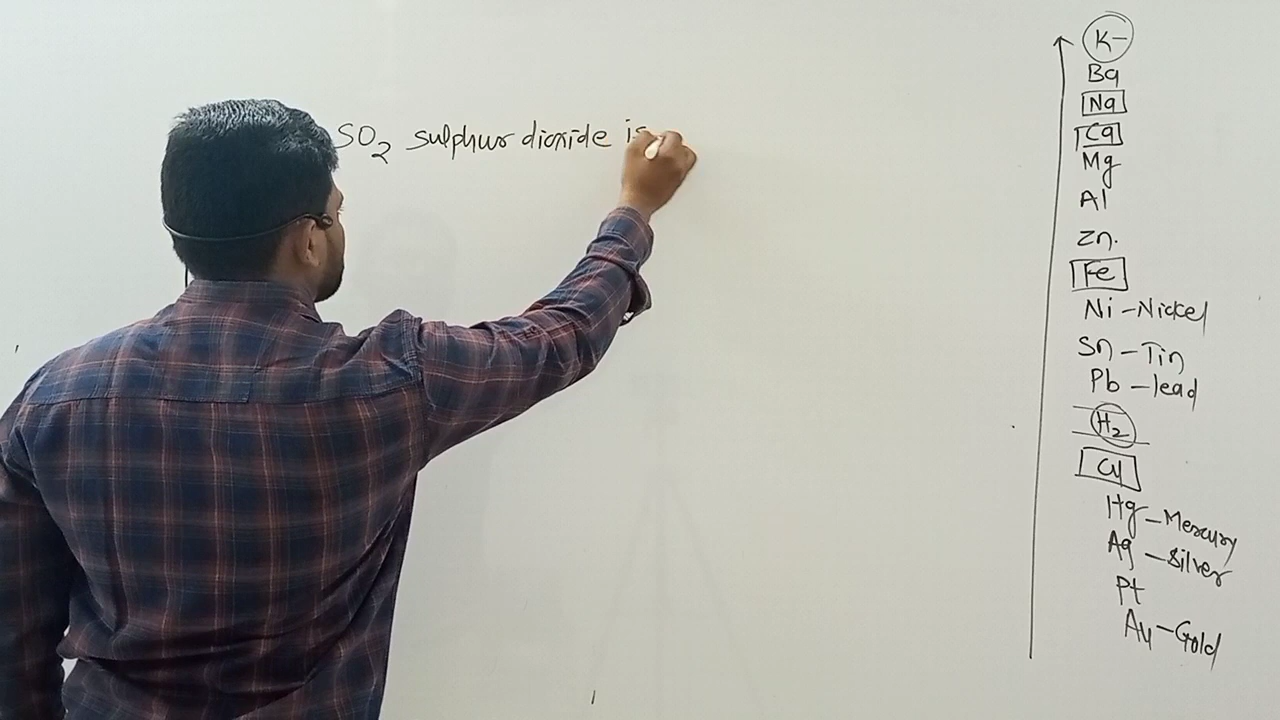 SO2 sulphur dioxide is
K-
Ba
Na
Ca
Mg
Al
Zn.
Fe
Ni - Nickel
Sn - Tin
Pb - lead
H2
Cu
Hg - Mercury
Ag - Silver
Pt
Au - Gold